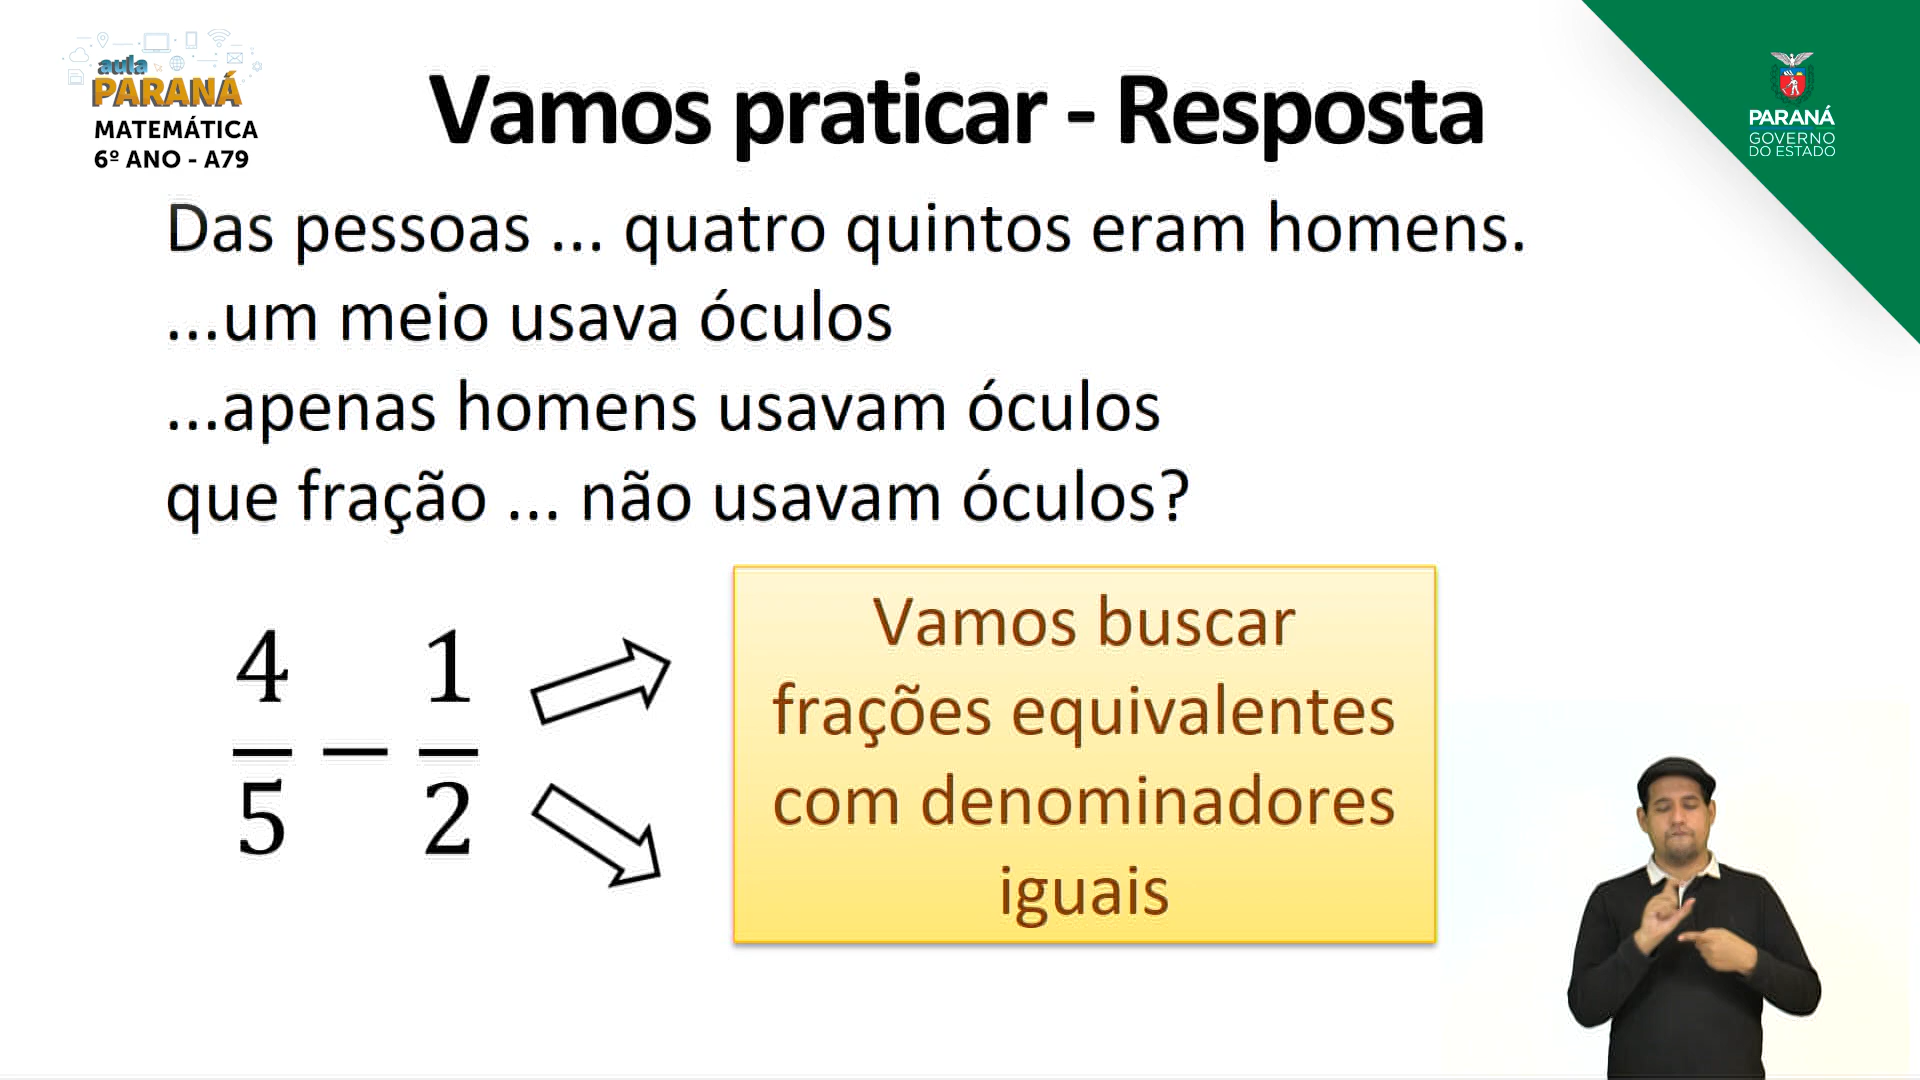 aula
PARANÁ
MATEMÁTICA
6º ANO - A79
Vamos praticar - Resposta
PARANÁ
GOVERNO
DO ESTADO
Das pessoas ... quatro quintos eram homens.
...um meio usava óculos
...apenas homens usavam óculos
que fração ... não usavam óculos?
4/5 − 1/2
Vamos buscar
frações equivalentes
com denominadores
iguais